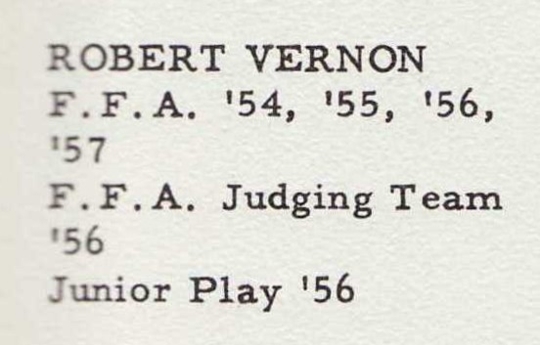 ROBERT VERNON
F.F.A. '54, '55, '56,
'57
F.F.A. Judging Team
'56
Junior Play '56